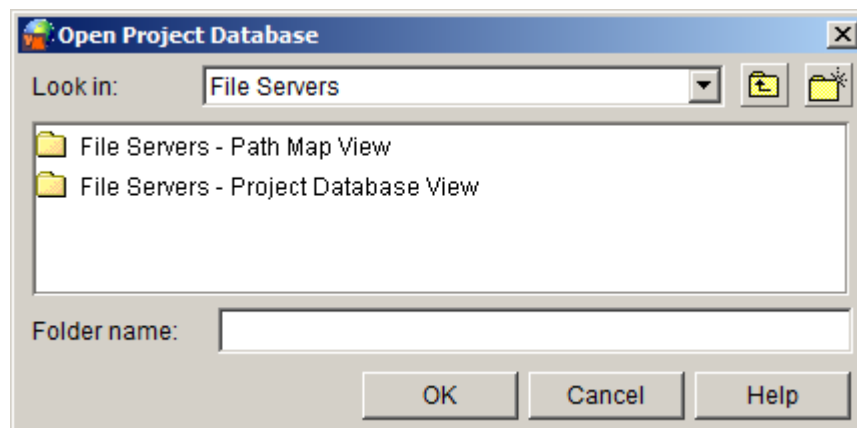 Open Project Database
Look in: File Servers
File Servers - Path Map View
File Servers - Project Database View
Folder name:
OK Cancel Help